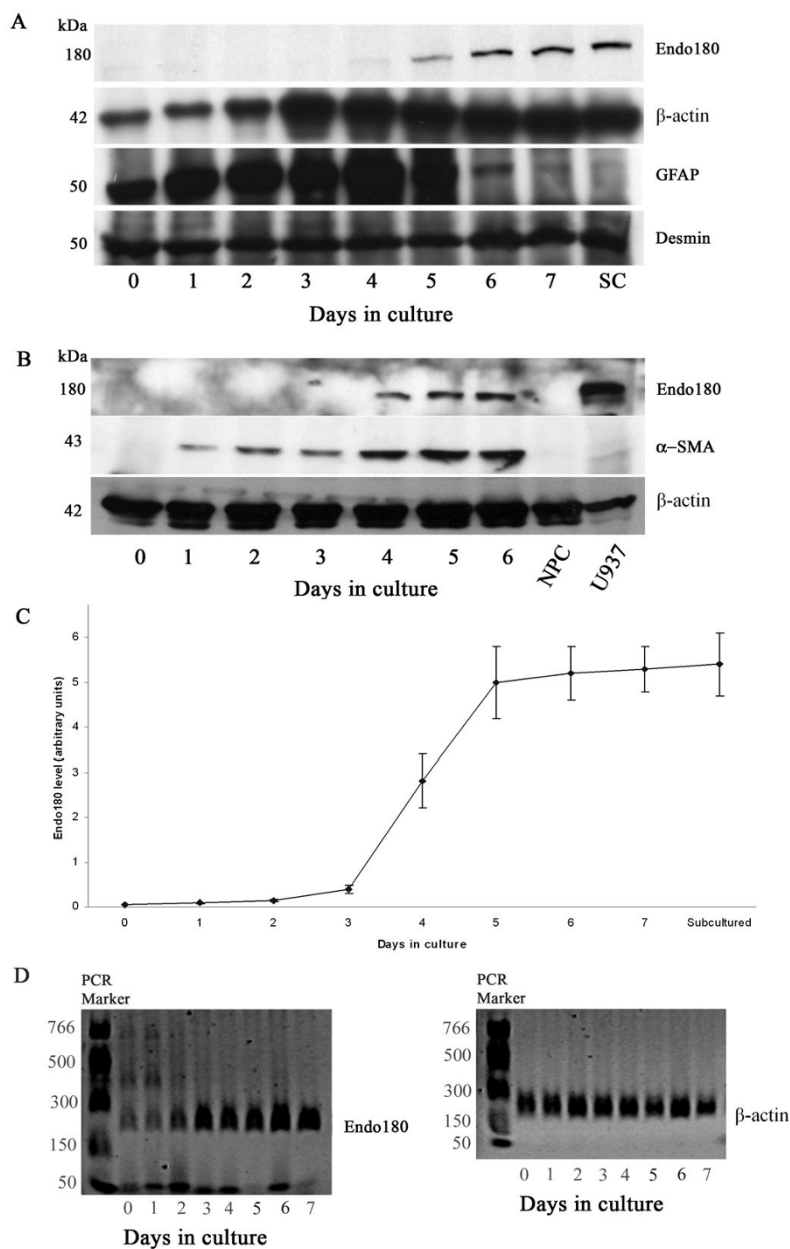 A
kDa
180 Endo180
42 β-actin
50 GFAP
50 Desmin
0 1 2 3 4 5 6 7 SC
Days in culture
B
kDa
180 Endo180
43 α–SMA
42 β-actin
0 1 2 3 4 5 6 NPC U937
Days in culture
C
Endo180 level (arbitrary units)
6
5
4
3
2
1
0
0 1 2 3 4 5 6 7 Subcultured
Days in culture
D
PCR
Marker
766
500
300
150
50
Endo180
0 1 2 3 4 5 6 7
Days in culture
PCR
Marker
766
500
300
150
50
β-actin
0 1 2 3 4 5 6 7
Days in culture